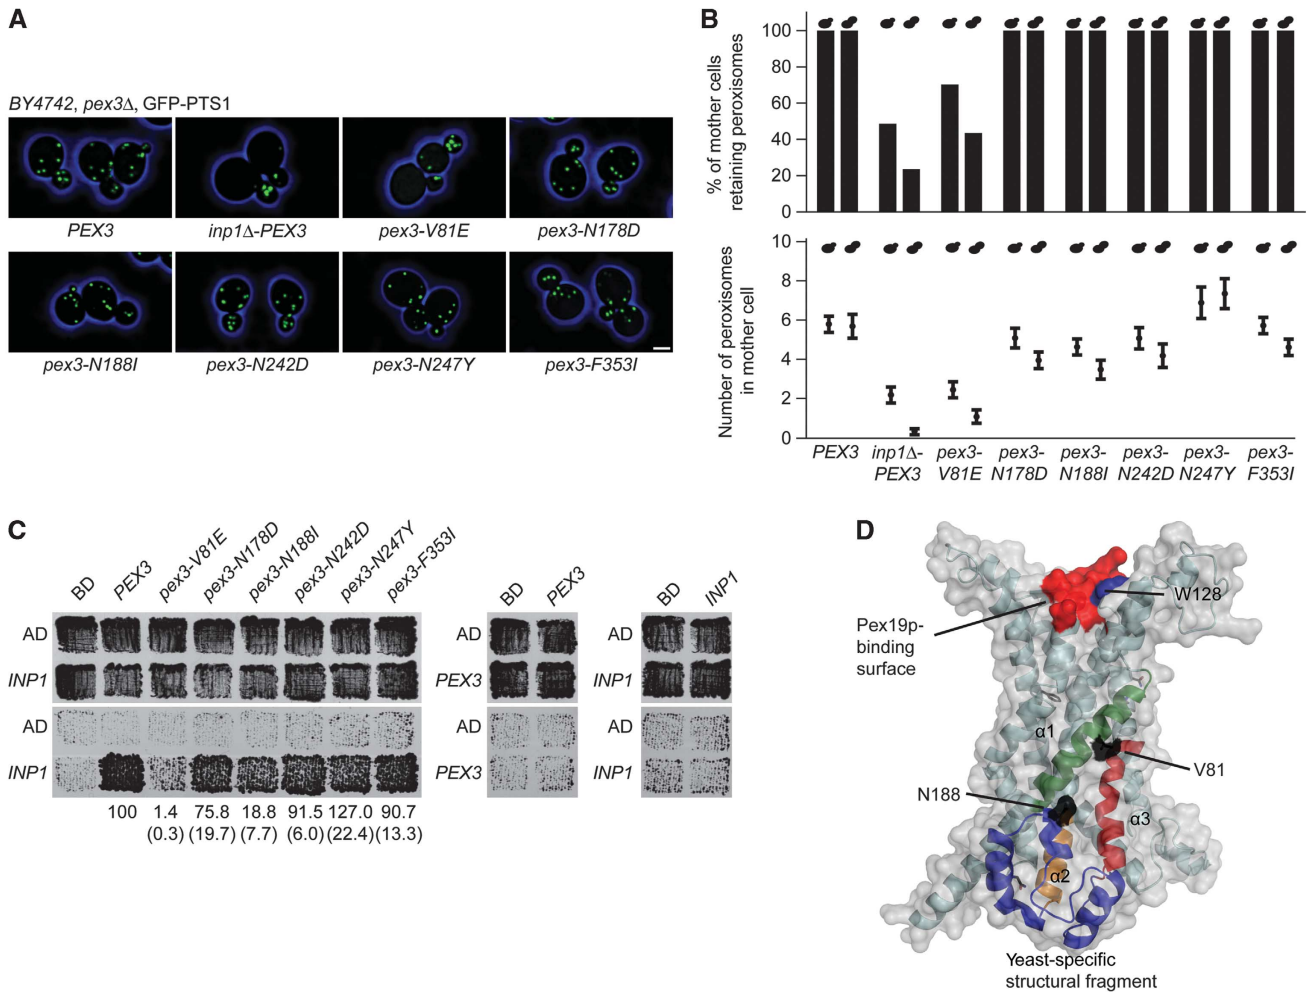 A
BY4742, pex3Δ, GFP-PTS1
PEX3
inp1Δ-PEX3
pex3-V81E
pex3-N178D
pex3-N188I
pex3-N242D
pex3-N247Y
pex3-F353I
B
% of mother cells
retaining peroxisomes
100
80
60
40
20
0
Number of peroxisomes
in mother cell
10
8
6
4
2
0
PEX3
inp1Δ-
PEX3
pex3-
V81E
pex3-
N178D
pex3-
N188I
pex3-
N242D
pex3-
N247Y
pex3-
F353I
C
BD
PEX3
pex3-V81E
pex3-N178D
pex3-N188I
pex3-N242D
pex3-N247Y
pex3-F353I
AD
INP1
AD
INP1
100 1.4 75.8 18.8 91.5 127.0 90.7
(0.3) (19.7) (7.7) (6.0) (22.4) (13.3)
BD PEX3
AD
PEX3
AD
PEX3
BD INP1
AD
INP1
AD
INP1
D
W128
Pex19p-
binding
surface
α1
V81
N188
α3
α2
Yeast-specific
structural fragment